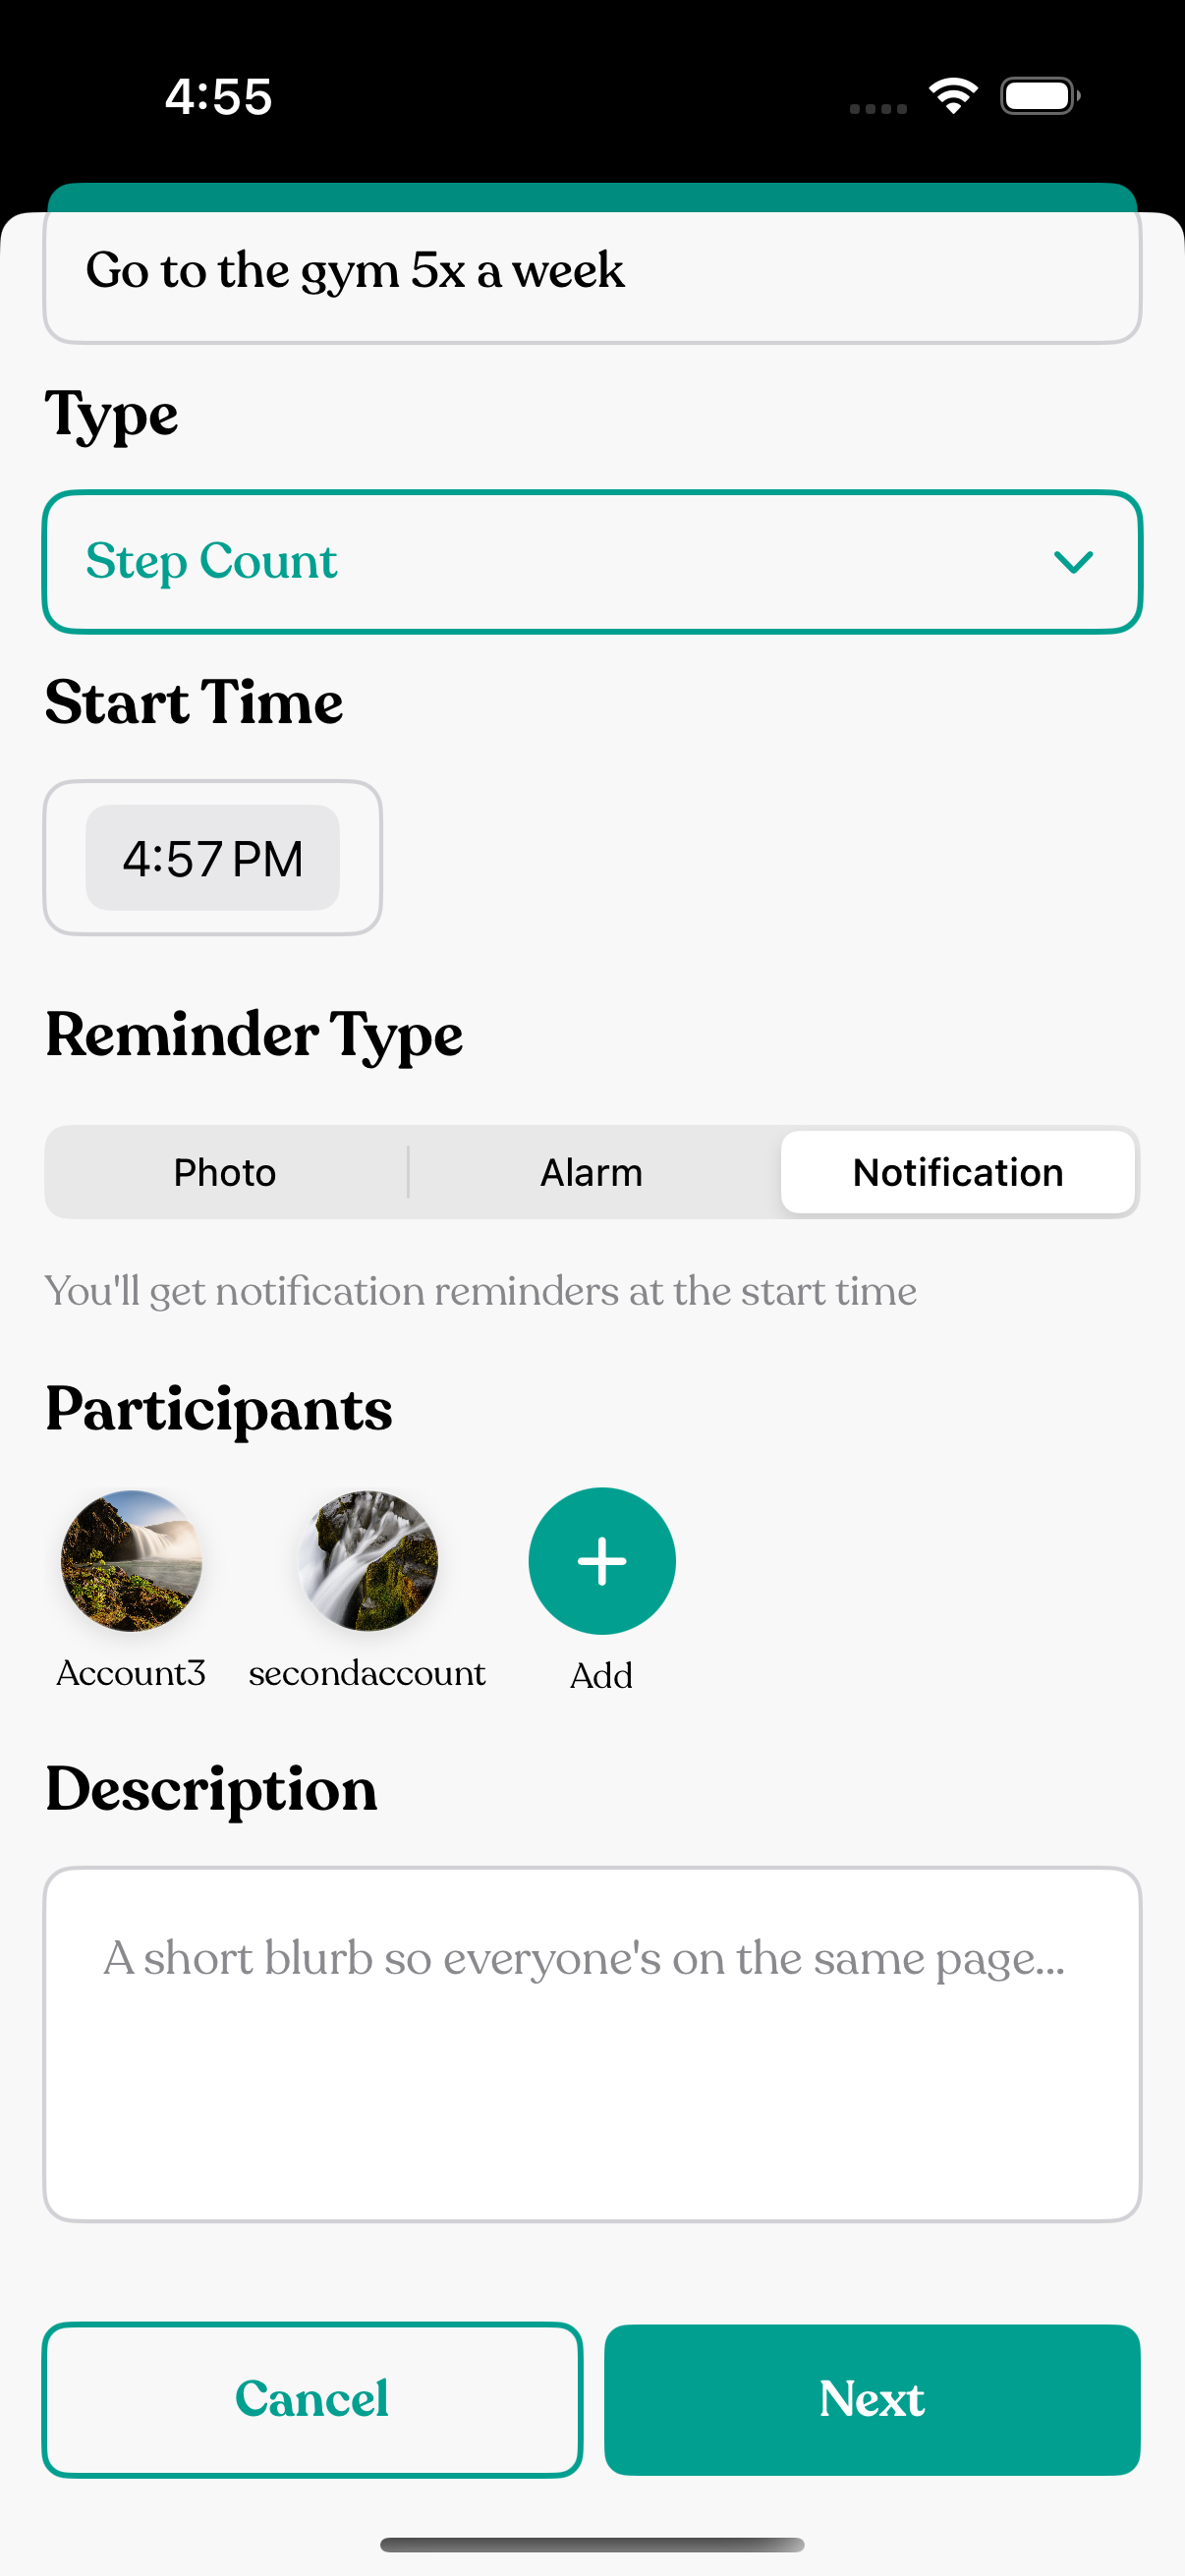 4:55
Go to the gym 5x a week
Type
Step Count
Start Time
4:57 PM
Reminder Type
Photo
Alarm
Notification
You'll get notification reminders at the start time
Participants
Account3
secondaccount
Add
Description
A short blurb so everyone's on the same page...
Cancel
Next